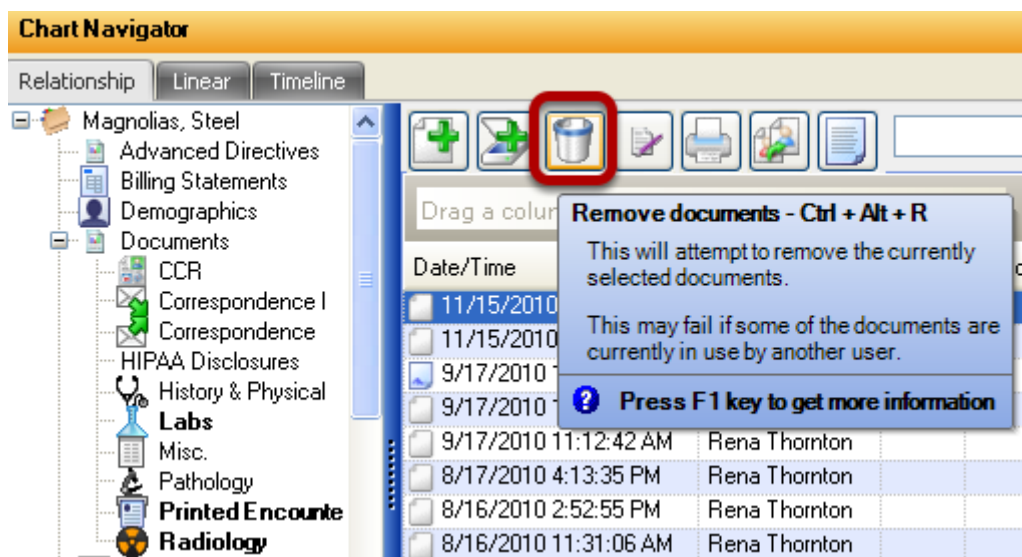 Chart Navigator
Relationship
Linear
Timeline
Magnolias, Steel
Advanced Directives
Billing Statements
Demographics
Documents
CCR
Correspondence I
Correspondence
HIPAA Disclosures
History & Physical
Labs
Misc.
Pathology
Printed Encounte
Radiology
Drag a colur
Remove documents - Ctrl + Alt + R
This will attempt to remove the currently
selected documents.
This may fail if some of the documents are
currently in use by another user.
Press F1 key to get more information
Date/Time
11/15/2010
11/15/2010
9/17/2010
9/17/2010
9/17/2010 11:12:42 AM Rena Thornton
8/17/2010 4:13:35 PM Rena Thornton
8/16/2010 2:52:55 PM Rena Thornton
8/16/2010 11:31:06 AM Rena Thornton